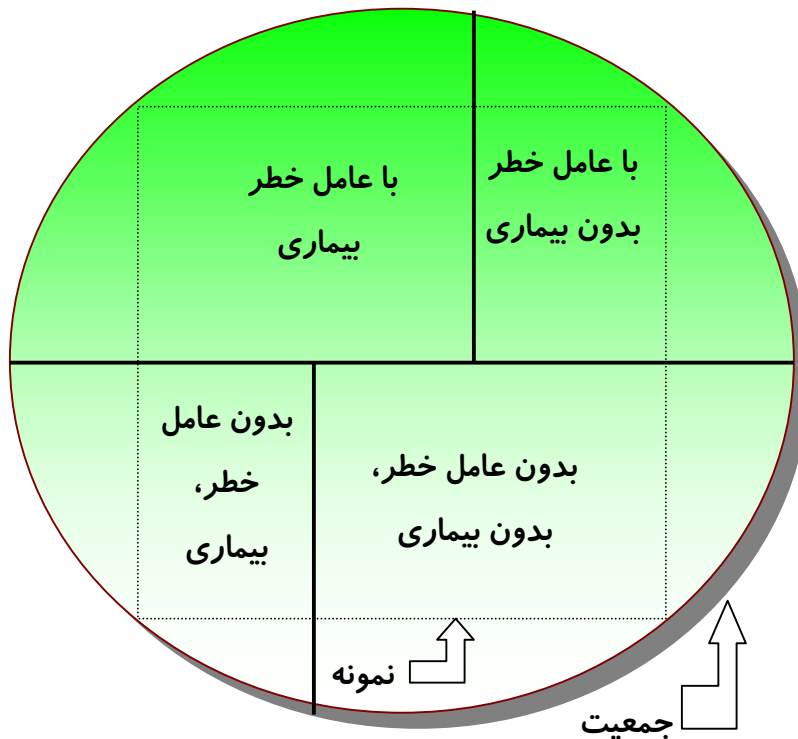 با عامل خطر
بدون بیماری
با عامل خطر
بیماری
بدون عامل خطر،
بدون بیماری
بدون عامل
خطر،
بیماری
نمونه
جمعیت